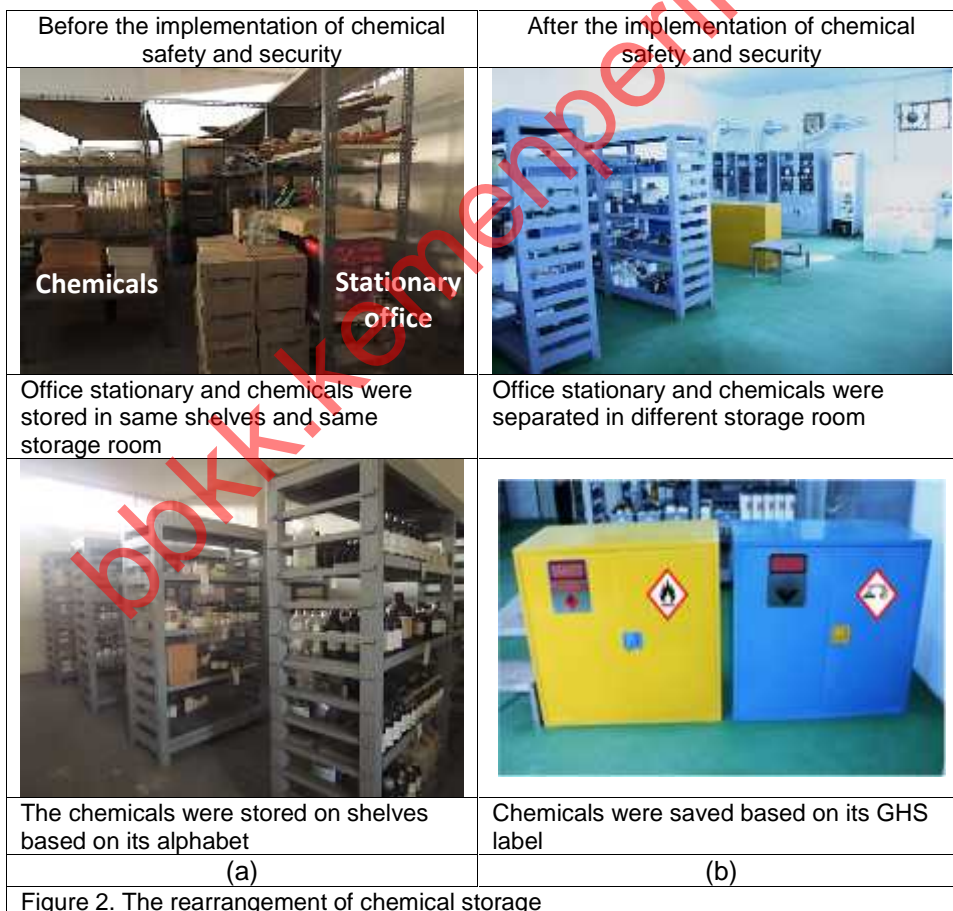 Before the implementation of chemical
safety and security
After the implementation of chemical
safety and security
Chemicals
Stationary
office
Office stationary and chemicals were
stored in same shelves and same
storage room
Office stationary and chemicals were
separated in different storage room
The chemicals were stored on shelves
based on its alphabet
Chemicals were saved based on its GHS
label
(a)
(b)
Figure 2. The rearrangement of chemical storage
bbkk.kemenperin